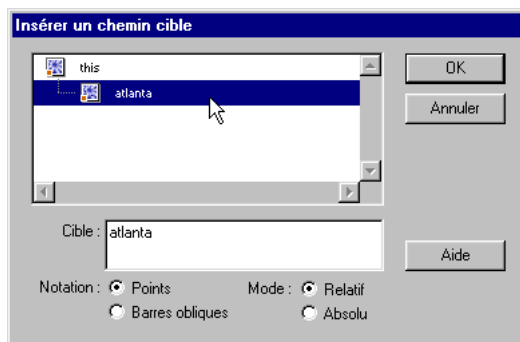 Insérer un chemin cible
this
atlanta
OK
Annuler
Cible : atlanta
Aide
Notation : Points Mode : Relatif
Barres obliques Absolu